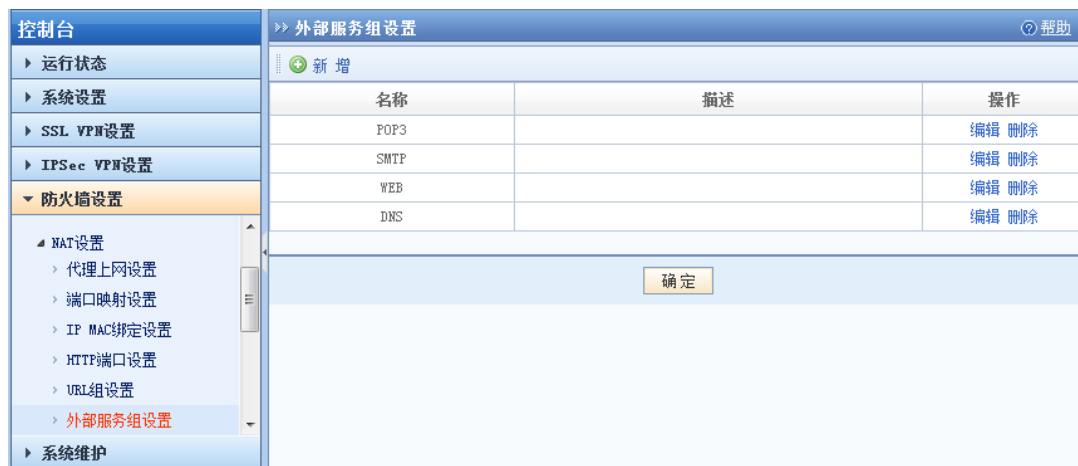 控制台
运行状态
系统设置
SSL VPN设置
IPSec VPN设置
防火墙设置
NAT设置
代理上网设置
端口映射设置
IP MAC绑定设置
HTTP端口设置
URL组设置
外部服务组设置
系统维护
外部服务组设置 帮助
新 增
名称 描述 操作
POP3 编辑 删除
SMTP 编辑 删除
WEB 编辑 删除
DNS 编辑 删除
确定